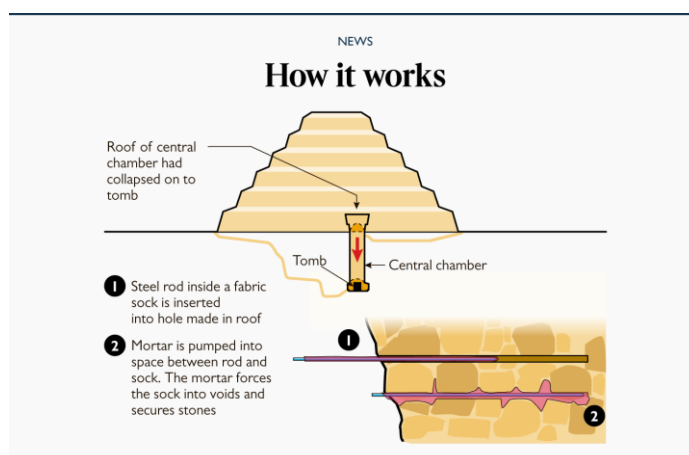 NEWS
How it works
Roof of central
chamber had
collapsed on to
tomb
Tomb
Central chamber
1 Steel rod inside a fabric
sock is inserted
into hole made in roof
2 Mortar is pumped into
space between rod and
sock. The mortar forces
the sock into voids and
secures stones
1
2